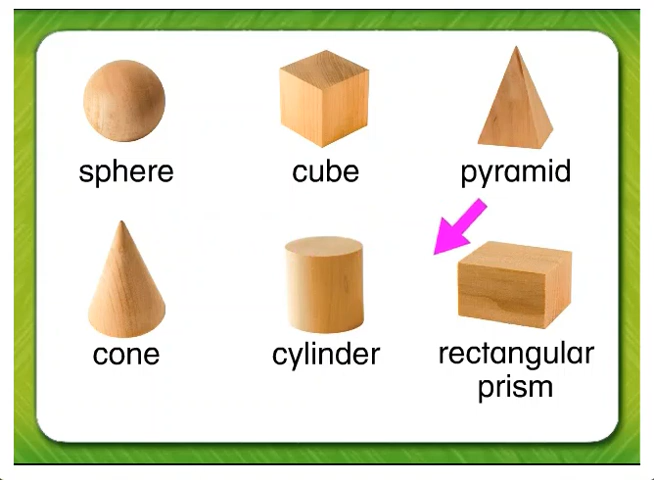 sphere
cube
pyramid
cone
cylinder
rectangular
prism